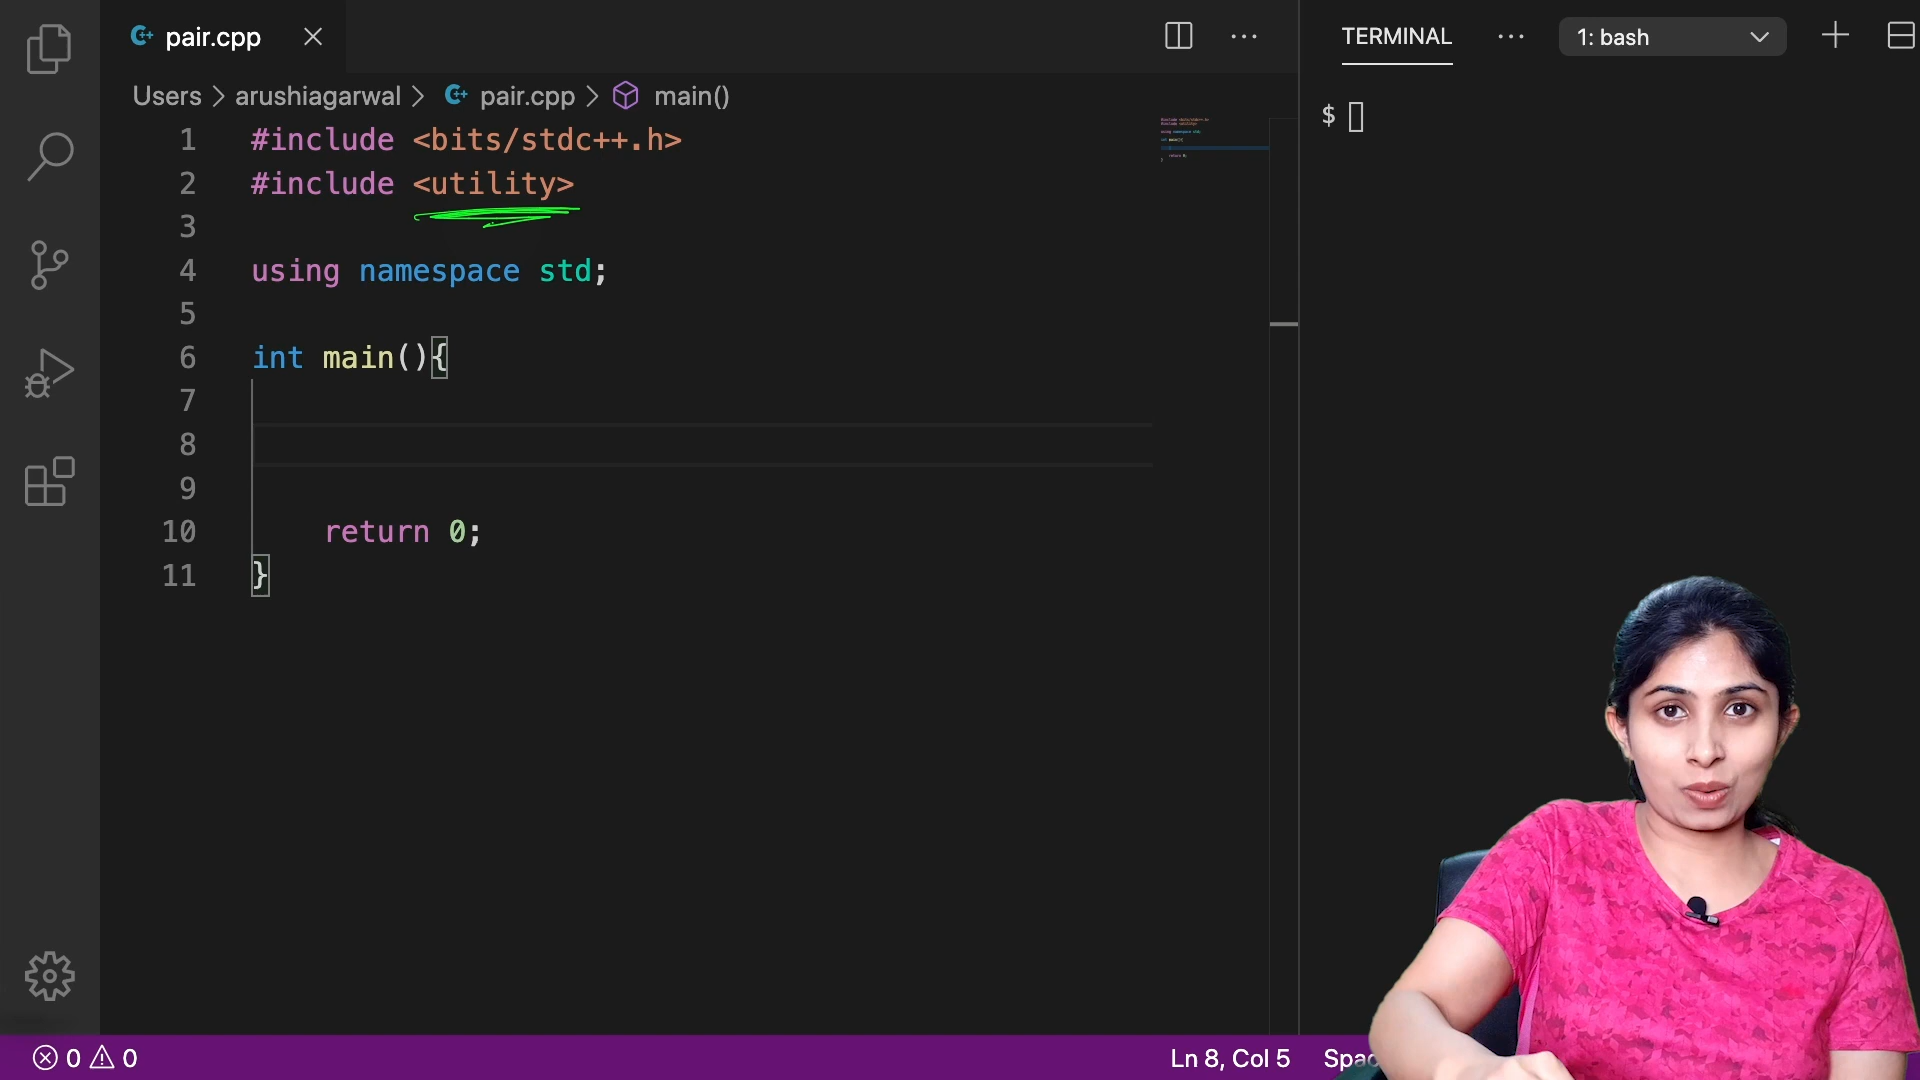 pair.cpp
TERMINAL
1: bash
Users > arushiagarwal > pair.cpp > main()
$
1 #include <bits/stdc++.h>
2 #include <utility>
3
4 using namespace std;
5
6 int main(){
7
8
9
10 return 0;
11 }
0 0
Ln 8, Col 5